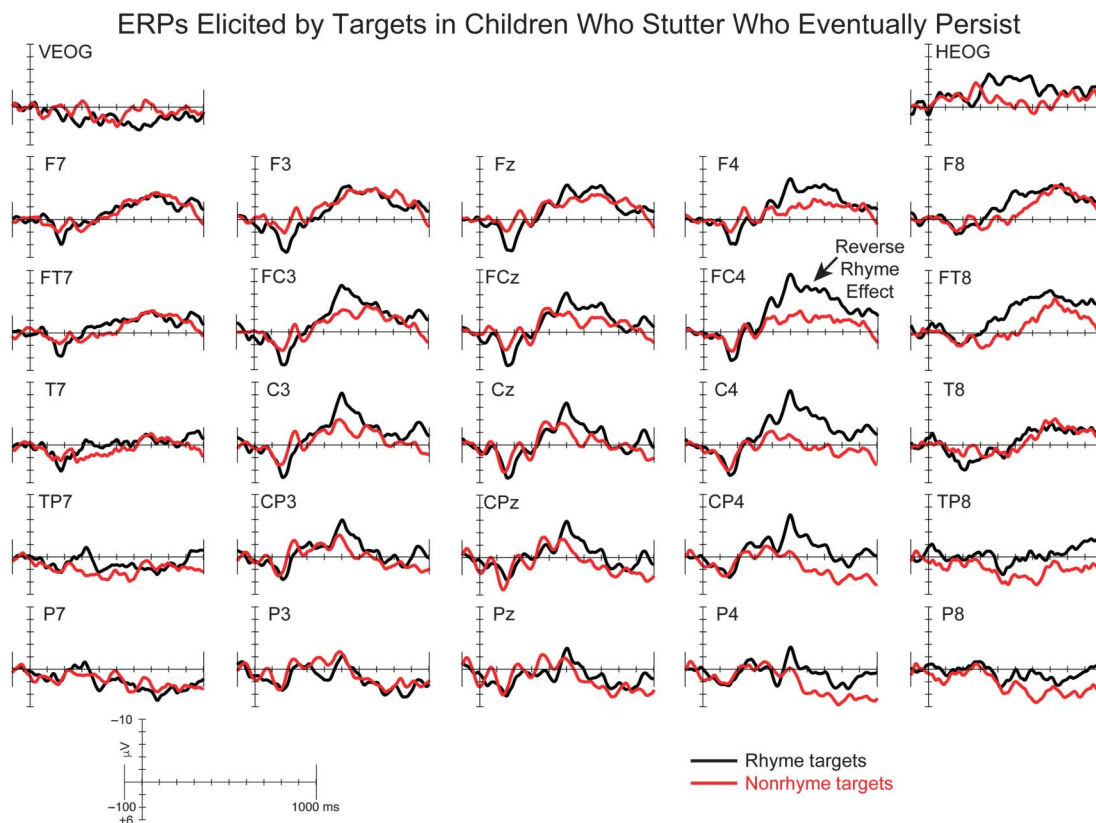 ERPs Elicited by Targets in Children Who Stutter Who Eventually Persist
VEOG HEOG
F7 F3 Fz F4 F8
Reverse
Rhyme
Effect
FT7 FC3 FCz FC4 FT8
T7 C3 Cz C4 T8
TP7 CP3 CPz CP4 TP8
P7 P3 Pz P4 P8
−10
μV
−100 1000 ms
+6
Rhyme targets
Nonrhyme targets